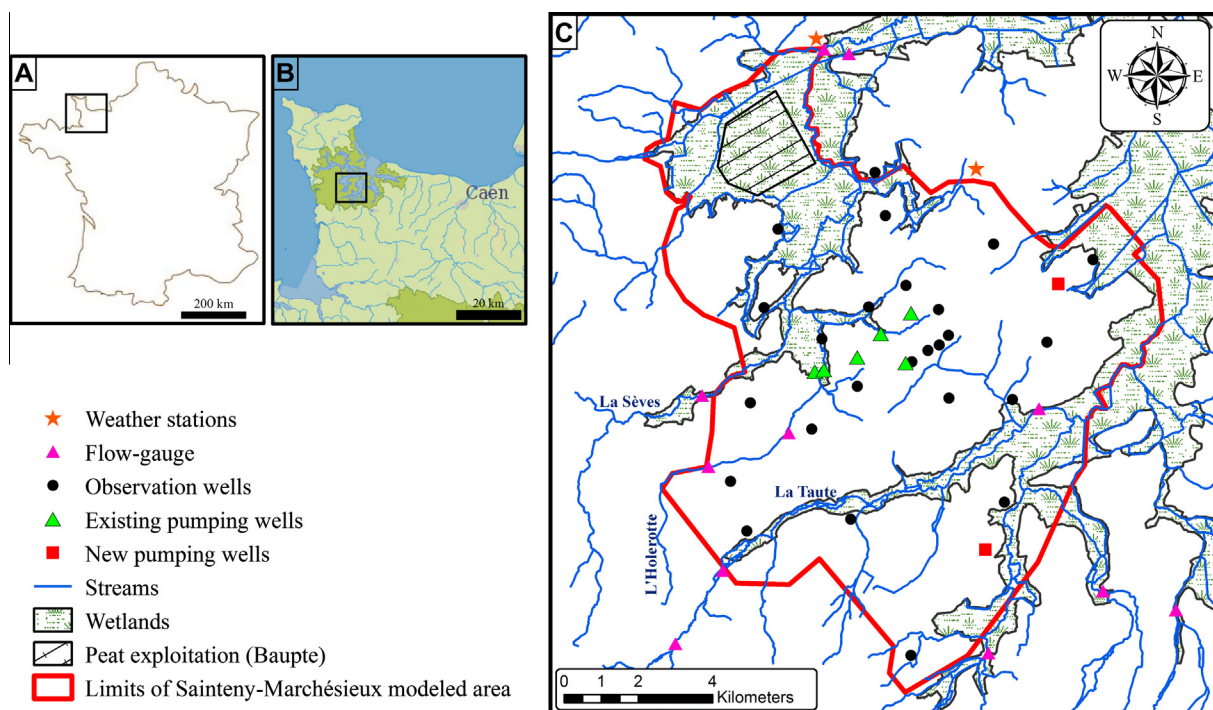 A
200 km
B
Caen
20 km
C
N
W
E
S
La Sèves
La Taute
L'Holerotte
0
1
2
4
Kilometers
Weather stations
Flow-gauge
Observation wells
Existing pumping wells
New pumping wells
Streams
Wetlands
Peat exploitation (Baupte)
Limits of Sainteny-Marchésieux modeled area